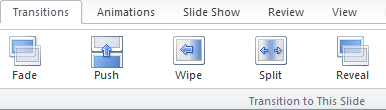 Transitions Animations Slide Show Review View
Fade Push Wipe Split Reveal
Transition to This Slide